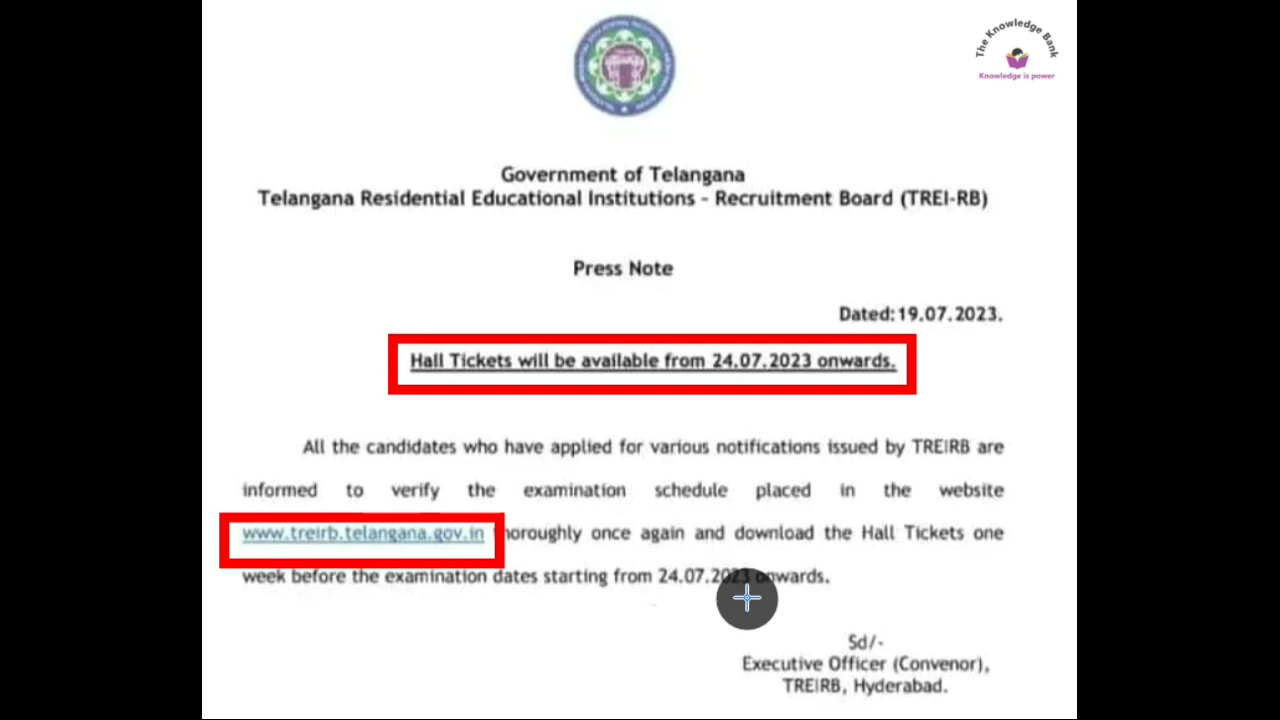 The Knowledge Bank
Knowledge is power
Government of Telangana
Telangana Residential Educational Institutions - Recruitment Board (TREI-RB)
Press Note
Dated:19.07.2023.
Hall Tickets will be available from 24.07.2023 onwards.
All the candidates who have applied for various notifications issued by TREIRB are
informed to verify the examination schedule placed in the website
www.treirb.telangana.gov.in horoughly once again and download the Hall Tickets one
week before the examination dates starting from 24.07.2023 onwards.
Sd/-
Executive Officer (Convenor),
TREIRB, Hyderabad.